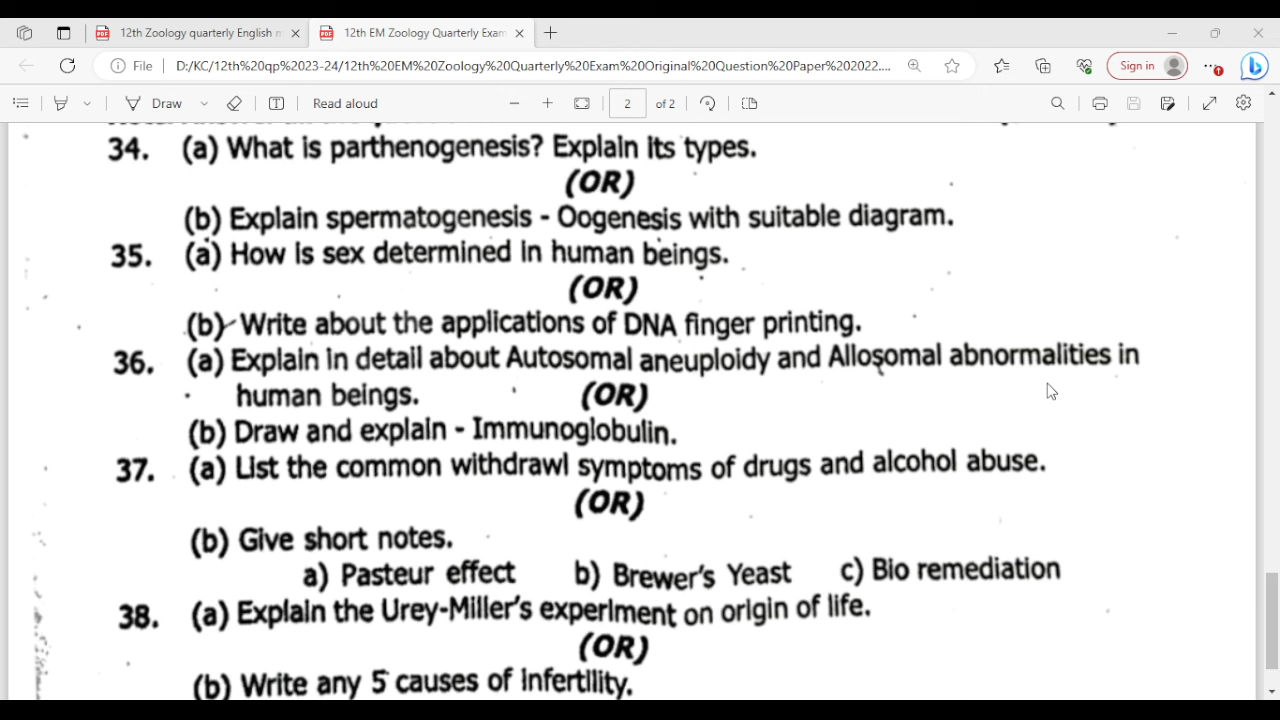 12th Zoology quarterly English m
12th EM Zoology Quarterly Exam
File D:/KC/12th%20qp%2023-24/12th%20EM%20Zoology%20Quarterly%20Exam%20Original%20Question%20Paper%202022.... Sign in
Draw Read aloud 2 of 2
34. (a) What is parthenogenesis? Explain its types.
(OR)
(b) Explain spermatogenesis - Oogenesis with suitable diagram.
35. (a) How is sex determined in human beings.
(OR)
(b) Write about the applications of DNA finger printing.
36. (a) Explain in detail about Autosomal aneuploidy and Allosomal abnormalities in
human beings. (OR)
(b) Draw and explain - Immunoglobulin.
37. (a) List the common withdrawl symptoms of drugs and alcohol abuse.
(OR)
(b) Give short notes.
a) Pasteur effect b) Brewer's Yeast c) Bio remediation
38. (a) Explain the Urey-Miller's experiment on origin of life.
(OR)
(b) Write any 5 causes of infertility.